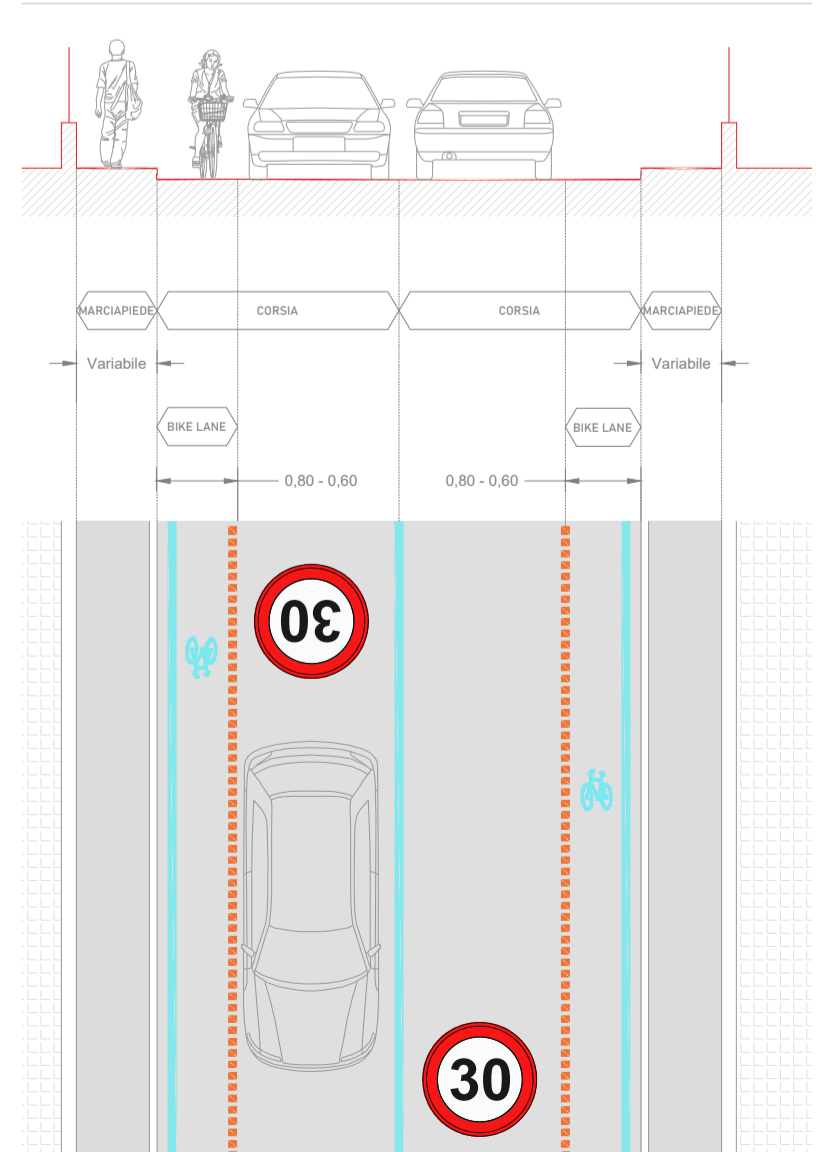 MARCIAPIEDE CORSIA CORSIA MARCIAPIEDE
Variabile Variabile
BIKE LANE BIKE LANE
0,80 - 0,60 0,80 - 0,60
30
30